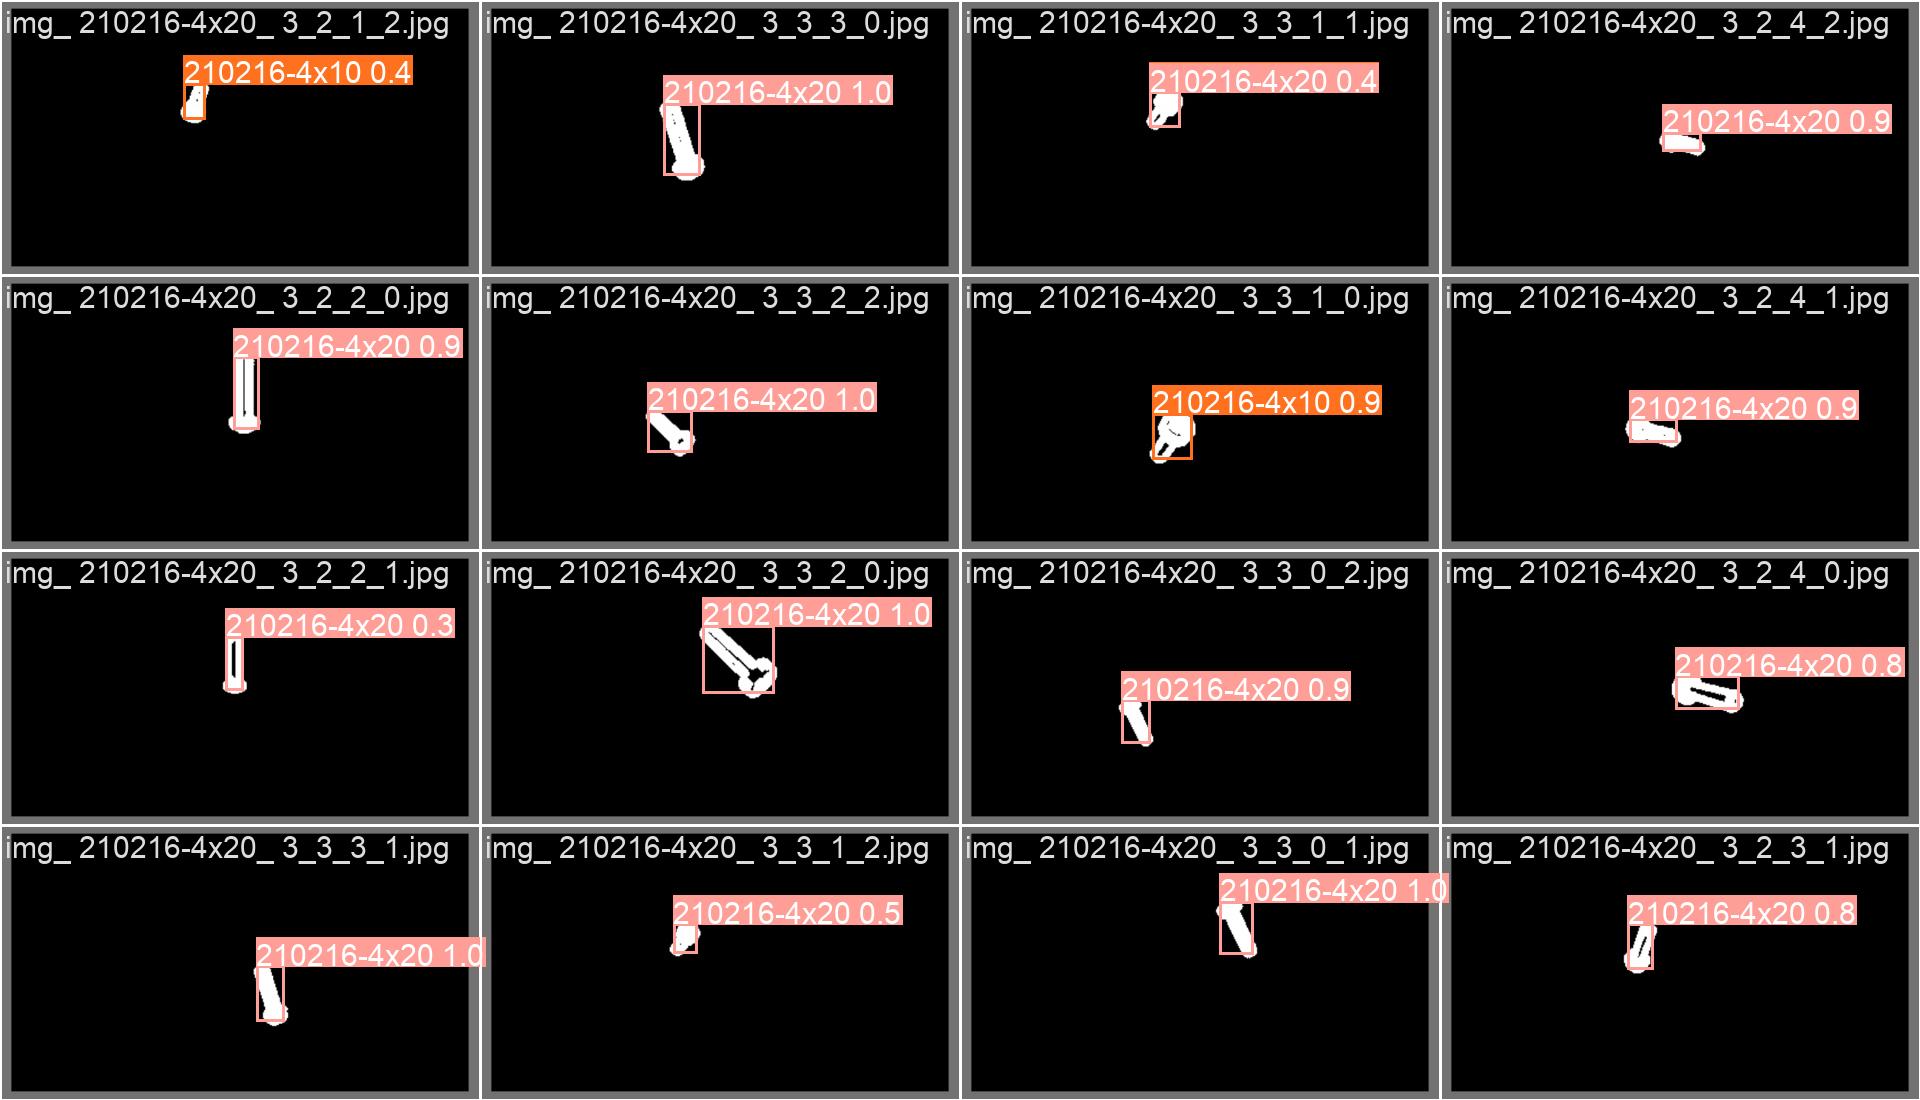 img_ 210216-4x20_ 3_2_1_2.jpg
210216-4x10 0.4
img_ 210216-4x20_ 3_3_3_0.jpg
210216-4x20 1.0
img_ 210216-4x20_ 3_3_1_1.jpg
210216-4x20 0.4
img_ 210216-4x20_ 3_2_4_2.jpg
210216-4x20 0.9
img_ 210216-4x20_ 3_2_2_0.jpg
210216-4x20 0.9
img_ 210216-4x20_ 3_3_2_2.jpg
210216-4x20 1.0
img_ 210216-4x20_ 3_3_1_0.jpg
210216-4x10 0.9
img_ 210216-4x20_ 3_2_4_1.jpg
210216-4x20 0.9
img_ 210216-4x20_ 3_2_2_1.jpg
210216-4x20 0.3
img_ 210216-4x20_ 3_3_2_0.jpg
210216-4x20 1.0
img_ 210216-4x20_ 3_3_0_2.jpg
210216-4x20 0.9
img_ 210216-4x20_ 3_2_4_0.jpg
210216-4x20 0.8
img_ 210216-4x20_ 3_3_3_1.jpg
210216-4x20 1.0
img_ 210216-4x20_ 3_3_1_2.jpg
210216-4x20 0.5
img_ 210216-4x20_ 3_3_0_1.jpg
210216-4x20 1.0
img_ 210216-4x20_ 3_2_3_1.jpg
210216-4x20 0.8